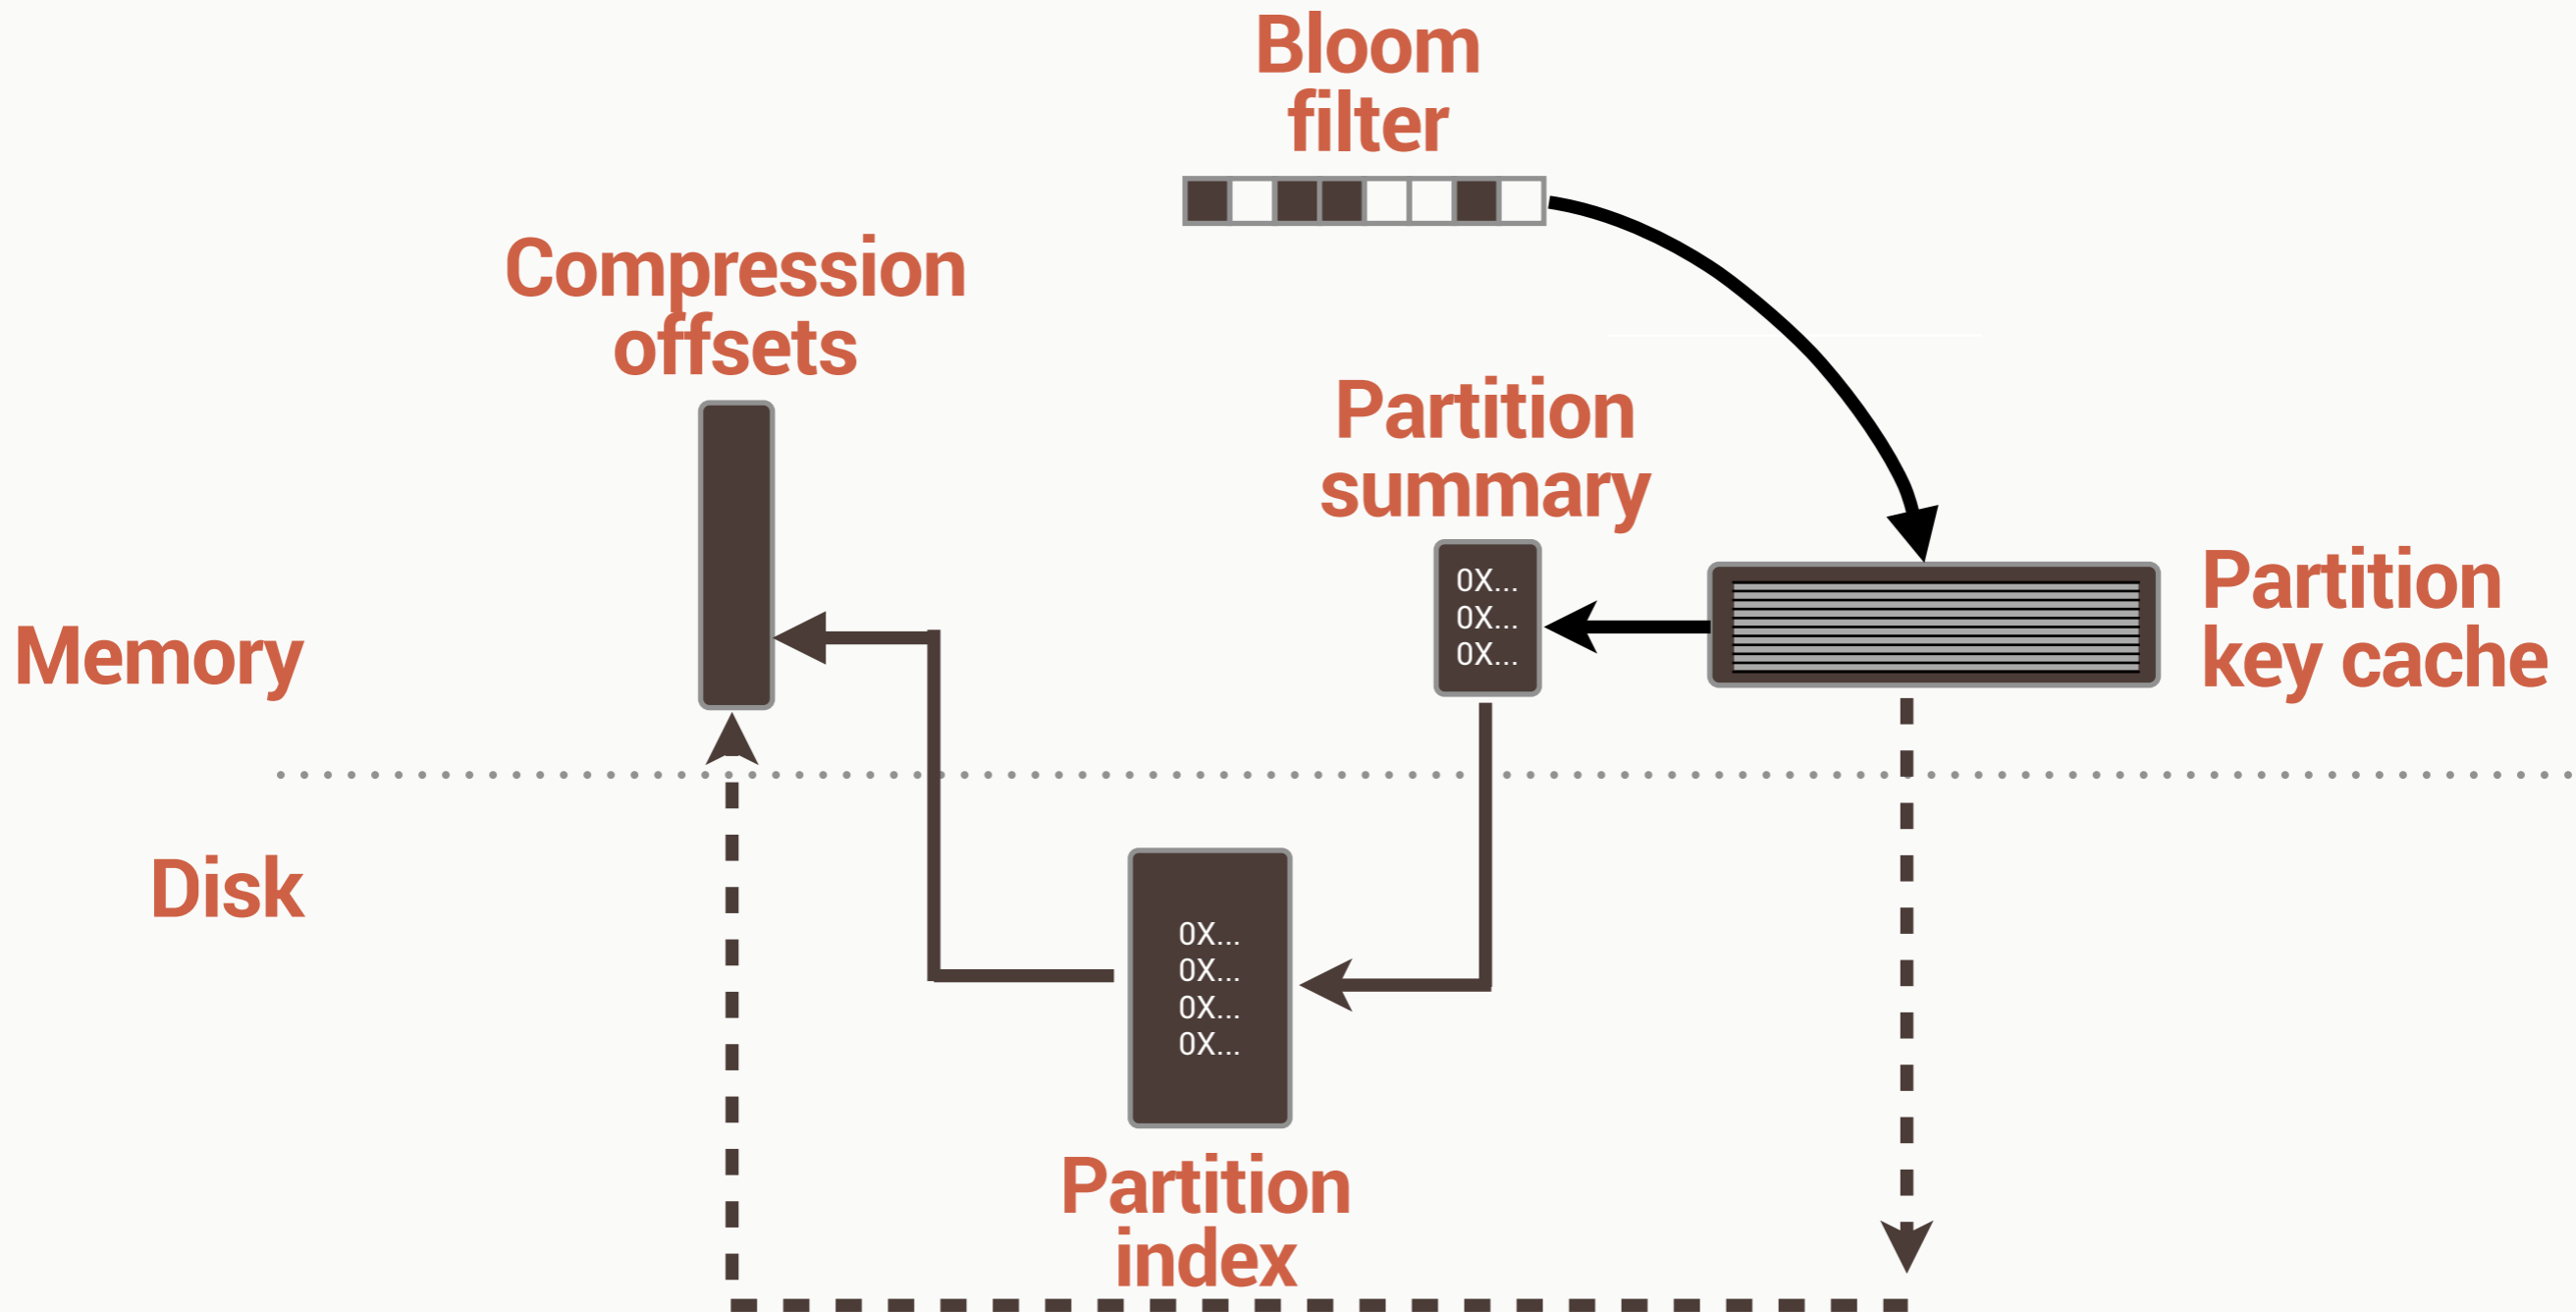 Bloom
filter
Compression
offsets
Partition
summary
0X...
0X...
0X...
Partition
key cache
Memory
Disk
0X...
0X...
0X...
0X...
Partition
index